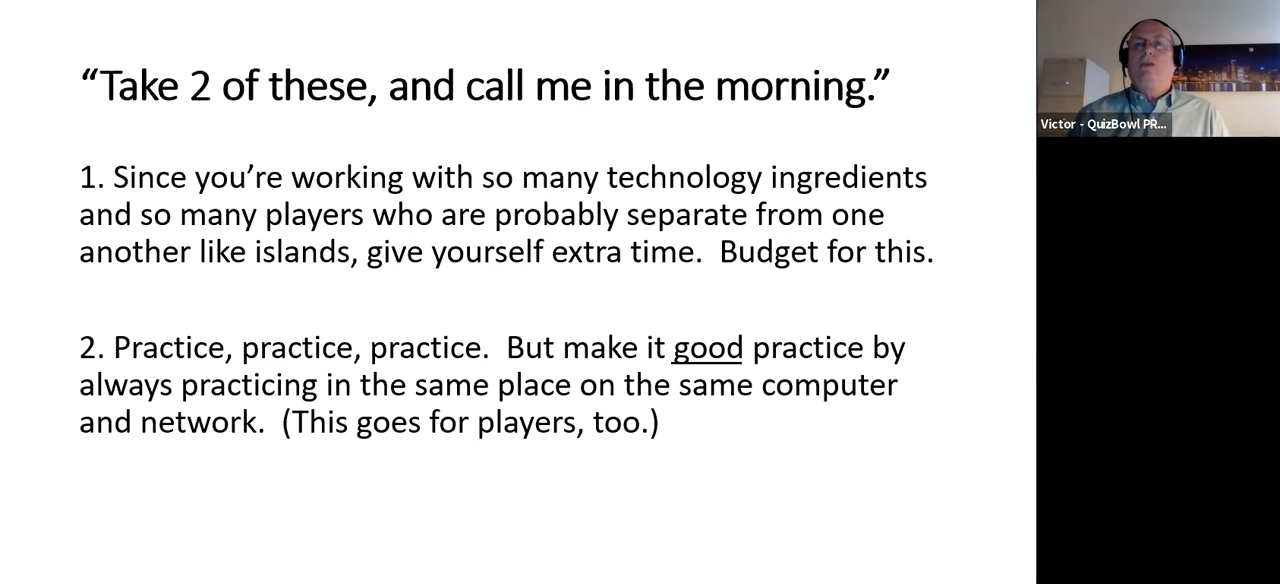 “Take 2 of these, and call me in the morning.”
1. Since you’re working with so many technology ingredients
and so many players who are probably separate from one
another like islands, give yourself extra time.  Budget for this.
2. Practice, practice, practice.  But make it good practice by
always practicing in the same place on the same computer
and network.  (This goes for players, too.)
Victor - QuizBowl PR...